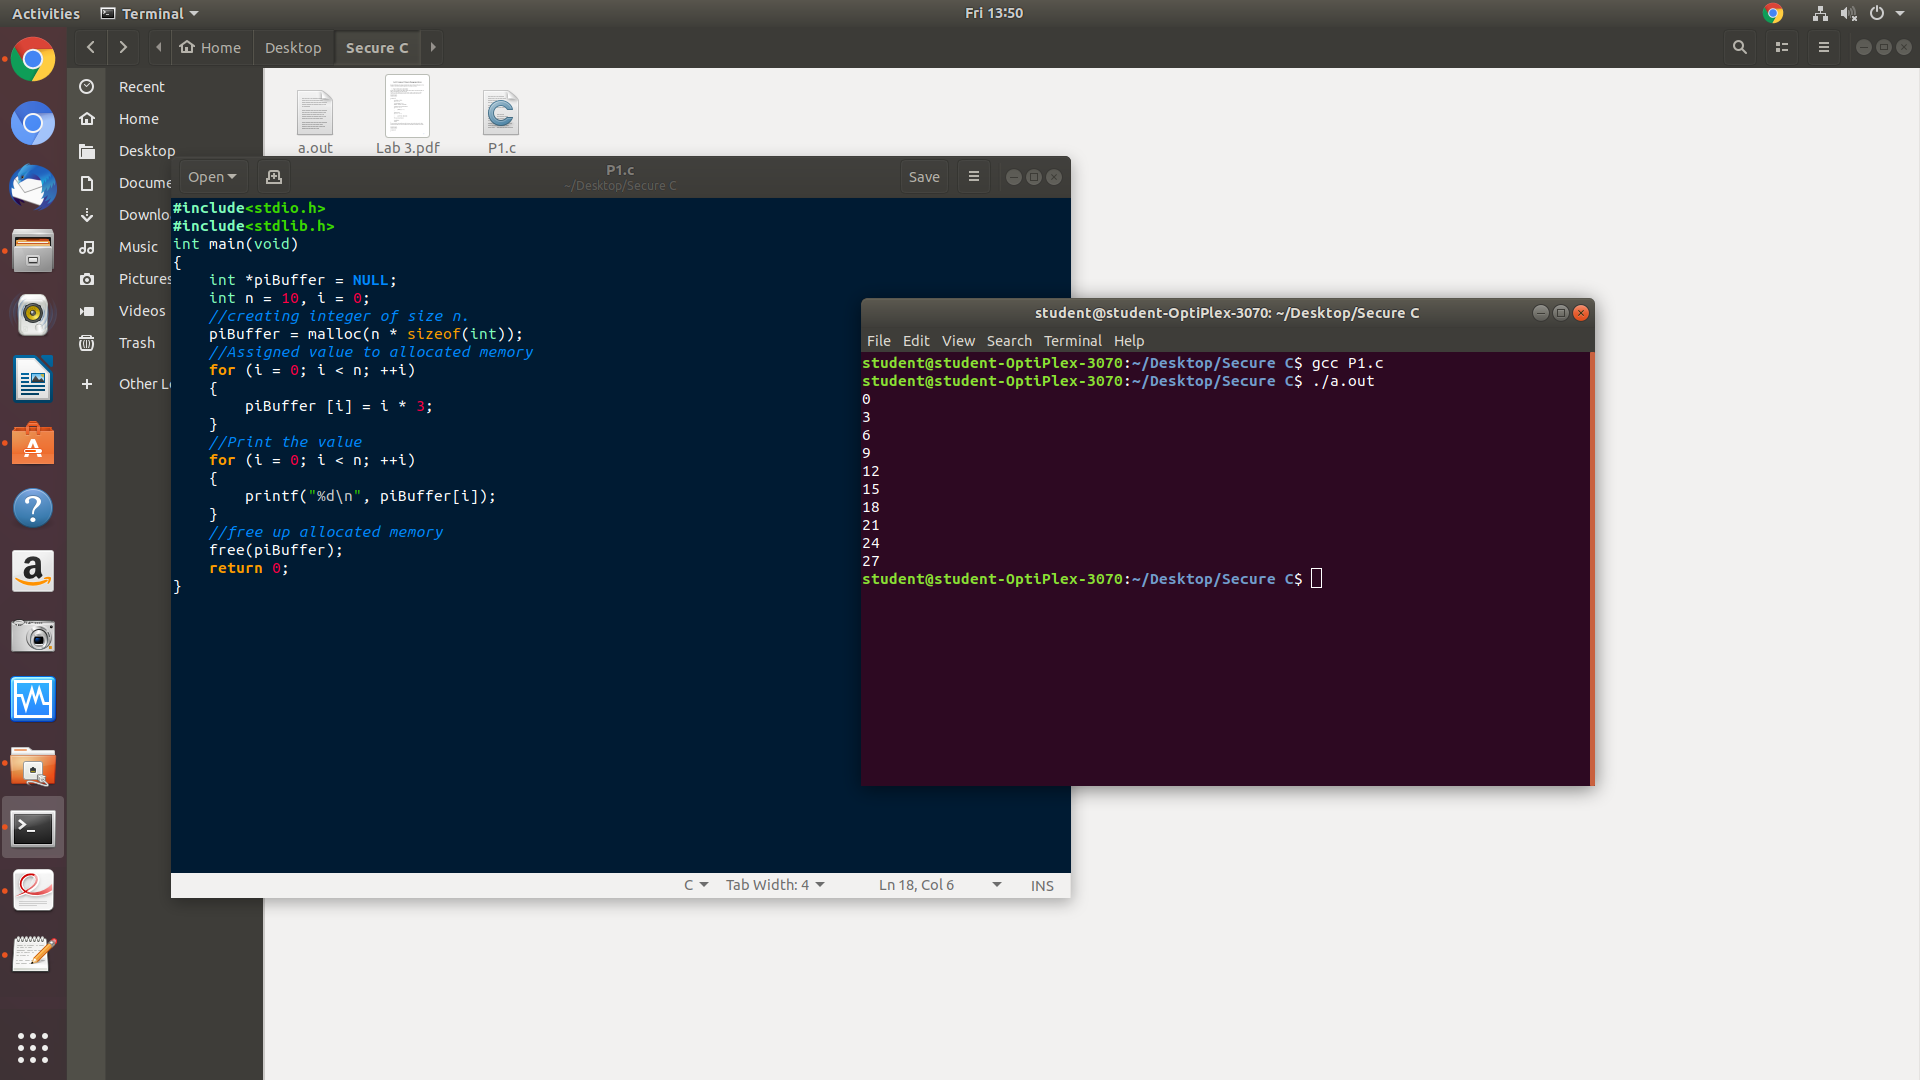 Activities Terminal Fri 13:50
Home Desktop Secure C
Recent
Home
Desktop
Docume
Downlo
Music
Pictures
Videos
Trash
Other Lo
a.out Lab 3.pdf P1.c
Open P1.c Save
~/Desktop/Secure C
#include<stdio.h>
#include<stdlib.h>
int main(void)
{
    int *piBuffer = NULL;
    int n = 10, i = 0;
    //creating integer of size n.
    piBuffer = malloc(n * sizeof(int));
    //Assigned value to allocated memory
    for (i = 0; i < n; ++i)
    {
        piBuffer [i] = i * 3;
    }
    //Print the value
    for (i = 0; i < n; ++i)
    {
        printf("%d\n", piBuffer[i]);
    }
    //free up allocated memory
    free(piBuffer);
    return 0;
}
C Tab Width: 4 Ln 18, Col 6 INS
student@student-OptiPlex-3070: ~/Desktop/Secure C
File Edit View Search Terminal Help
student@student-OptiPlex-3070:~/Desktop/Secure C$ gcc P1.c
student@student-OptiPlex-3070:~/Desktop/Secure C$ ./a.out
0
3
6
9
12
15
18
21
24
27
student@student-OptiPlex-3070:~/Desktop/Secure C$